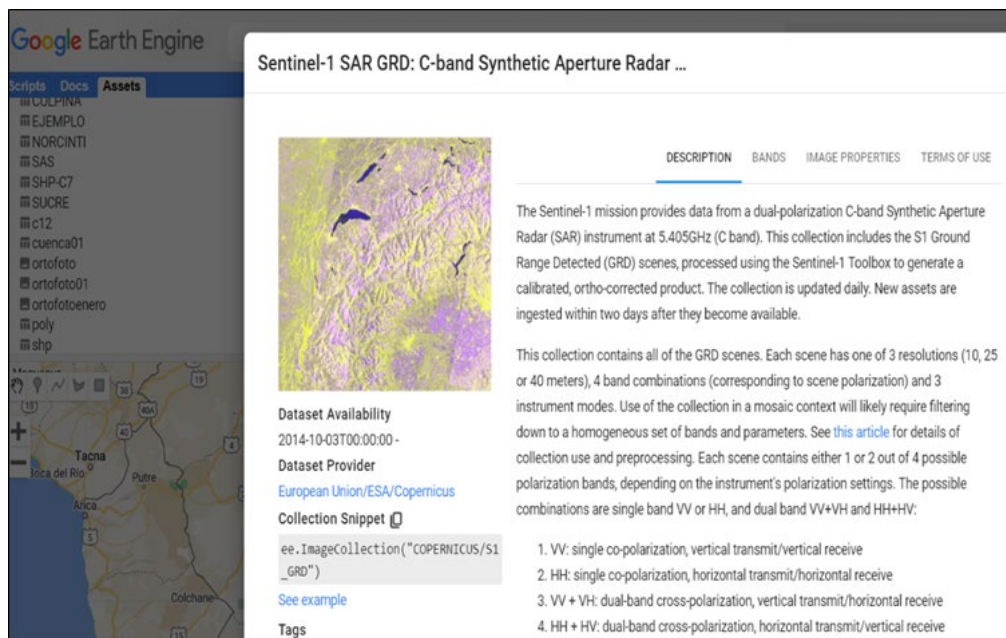 Google Earth Engine
Scripts Docs Assets
CULPINA
EJEMPLO
NORCINTI
SAS
SHP-C7
SUCRE
c12
cuenca01
ortofoto
ortofoto01
ortofotoenero
poly
shp
Sentinel-1 SAR GRD: C-band Synthetic Aperture Radar ...
DESCRIPTION BANDS IMAGE PROPERTIES TERMS OF USE
The Sentinel-1 mission provides data from a dual-polarization C-band Synthetic Aperture
Radar (SAR) instrument at 5.405GHz (C band). This collection includes the S1 Ground
Range Detected (GRD) scenes, processed using the Sentinel-1 Toolbox to generate a
calibrated, ortho-corrected product. The collection is updated daily. New assets are
ingested within two days after they become available.
This collection contains all of the GRD scenes. Each scene has one of 3 resolutions (10, 25
or 40 meters), 4 band combinations (corresponding to scene polarization) and 3
instrument modes. Use of the collection in a mosaic context will likely require filtering
down to a homogeneous set of bands and parameters. See this article for details of
collection use and preprocessing. Each scene contains either 1 or 2 out of 4 possible
polarization bands, depending on the instrument's polarization settings. The possible
combinations are single band VV or HH, and dual band VV+VH and HH+HV:
1. VV: single co-polarization, vertical transmit/vertical receive
2. HH: single co-polarization, horizontal transmit/horizontal receive
3. VV + VH: dual-band cross-polarization, vertical transmit/horizontal receive
4. HH + HV: dual-band cross-polarization, horizontal transmit/vertical receive
Dataset Availability
2014-10-03T00:00:00 -
Dataset Provider
European Union/ESA/Copernicus
Collection Snippet
ee.ImageCollection("COPERNICUS/S1
_GRD")
See example
Tags
19
15
40A
40
4
Tacna
Boca del Rio
Putre
Arica
5
Colchane
15